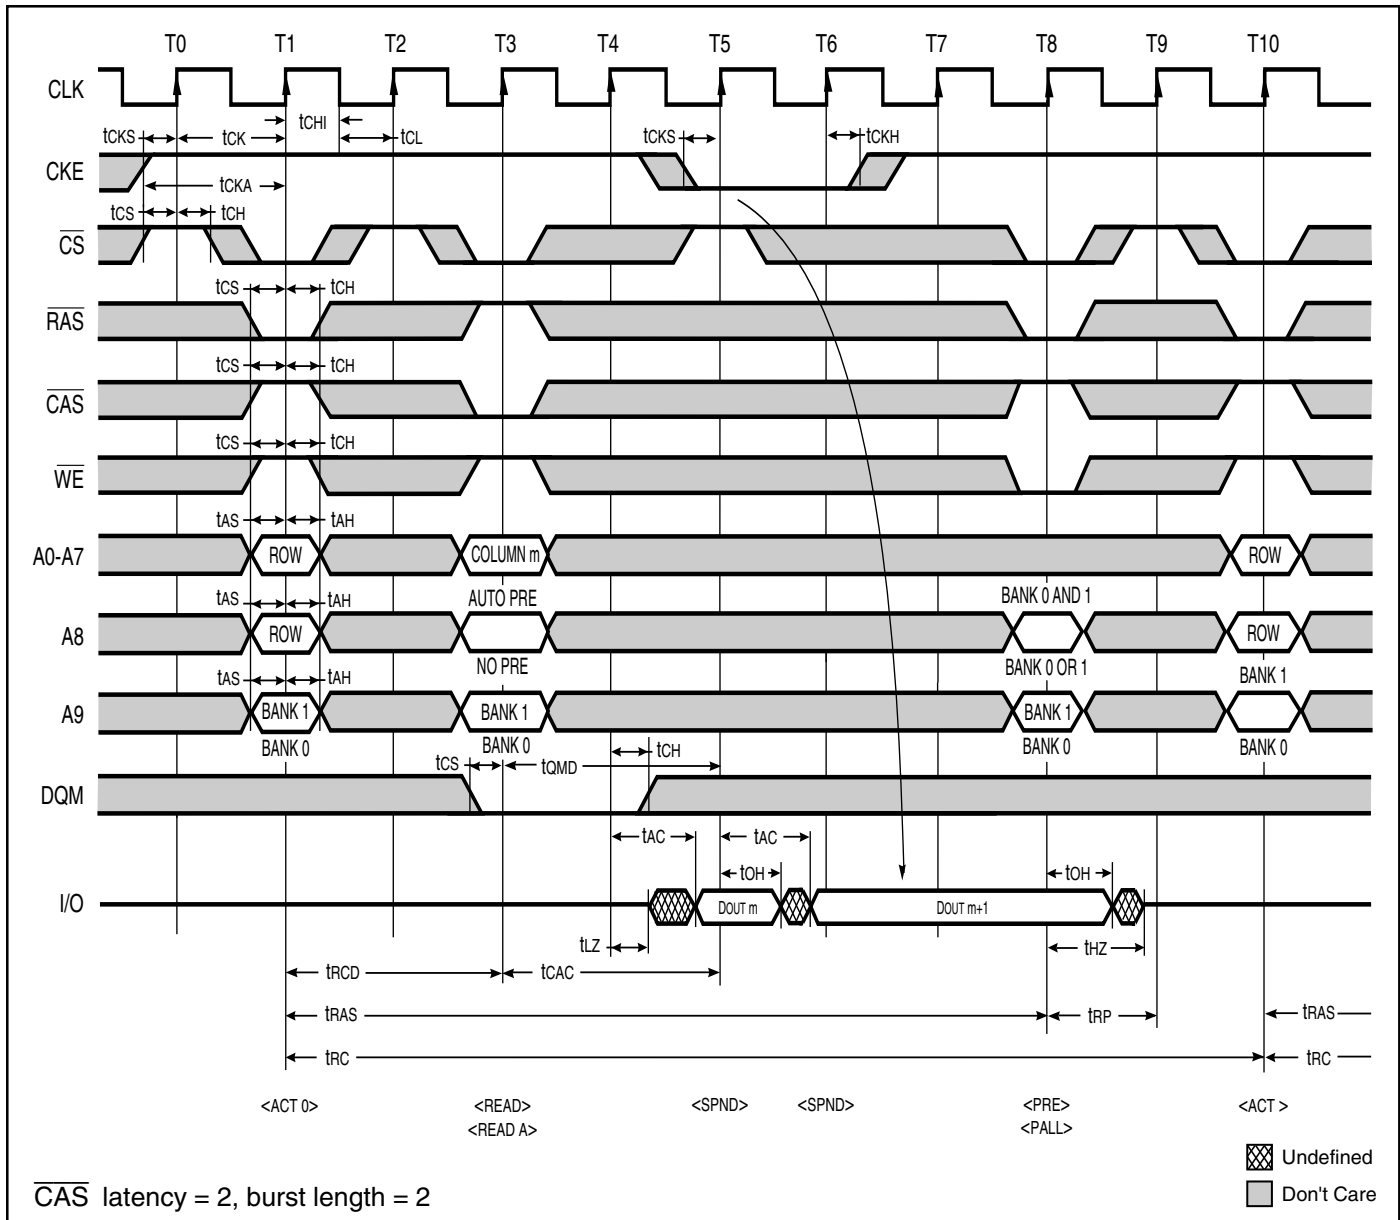 T0 T1 T2 T3 T4 T5 T6 T7 T8 T9 T10
CLK
tCHI
tCKS tCK tCL tCKS tCKH
CKE
tCKA
tCS tCH
CS
tCS tCH
RAS
tCS tCH
CAS
tCS tCH
WE
tAS tAH
A0-A7 ROW COLUMN m ROW
tAS tAH AUTO PRE BANK 0 AND 1
A8 ROW ROW
NO PRE BANK 0 OR 1
tAS tAH BANK 1
A9 BANK 1 BANK 1 BANK 1
BANK 0 BANK 0 BANK 0 BANK 0
tCH
tCS tQMD
DQM
tAC tAC
tOH tOH
I/O DOUT m DOUT m+1
tLZ tHZ
tRCD tCAC
tRAS tRP tRAS
tRC tRC
<ACT 0> <READ> <SPND> <SPND> <PRE> <ACT >
<READ A> <PALL>
Undefined
CAS latency = 2, burst length = 2 Don't Care